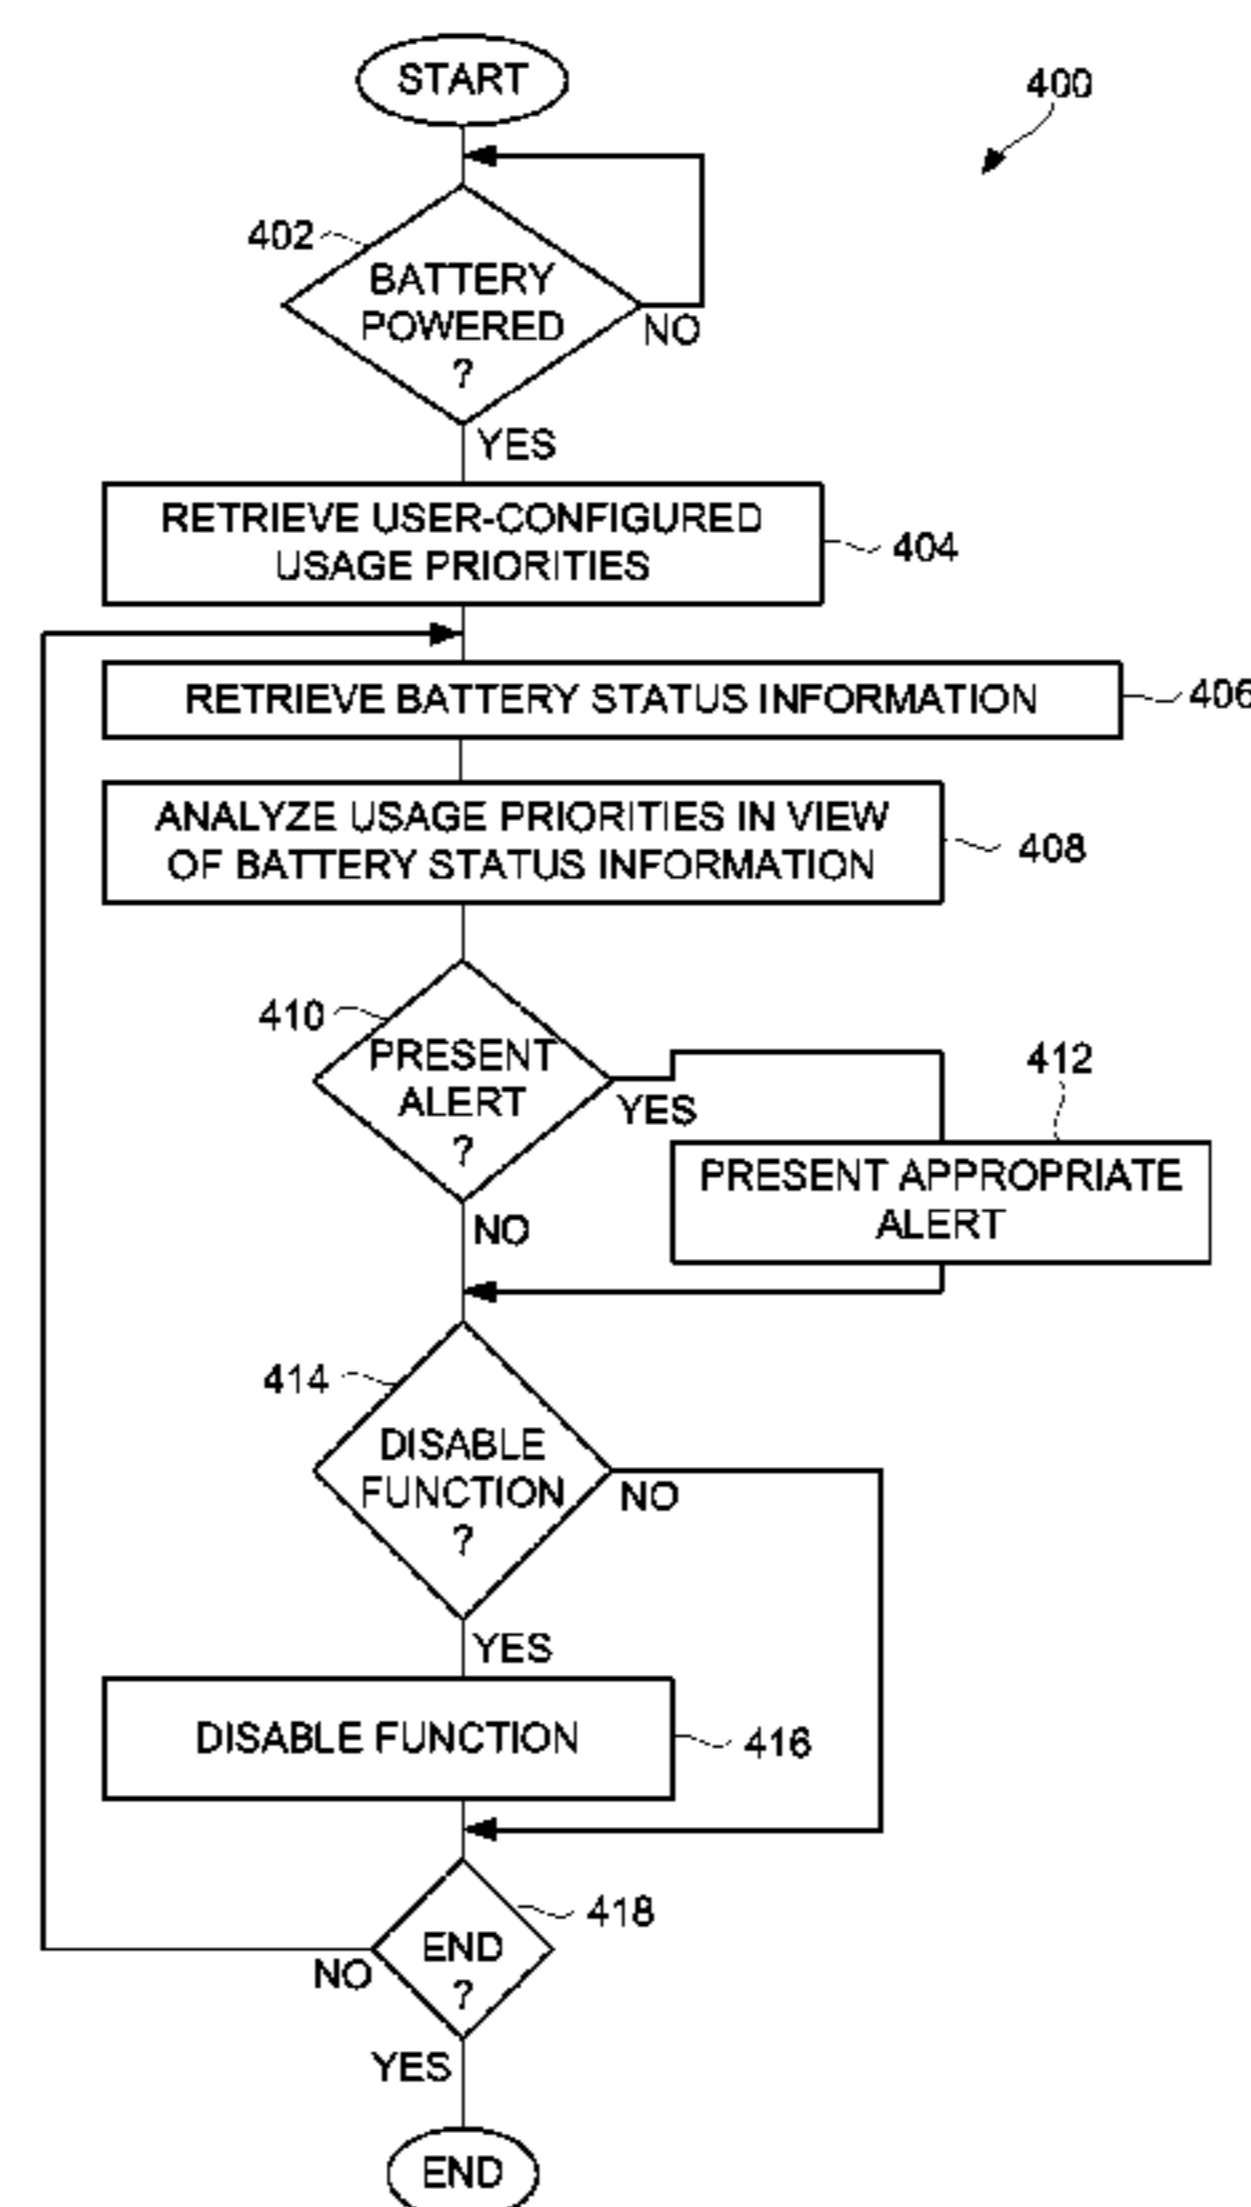 START
400
402
BATTERY
POWERED
?
NO
YES
RETRIEVE USER-CONFIGURED
USAGE PRIORITIES
404
RETRIEVE BATTERY STATUS INFORMATION
406
ANALYZE USAGE PRIORITIES IN VIEW
OF BATTERY STATUS INFORMATION
408
410
PRESENT
ALERT
?
YES
412
PRESENT APPROPRIATE
ALERT
NO
414
DISABLE
FUNCTION
?
NO
YES
DISABLE FUNCTION
416
418
END
?
NO
YES
END